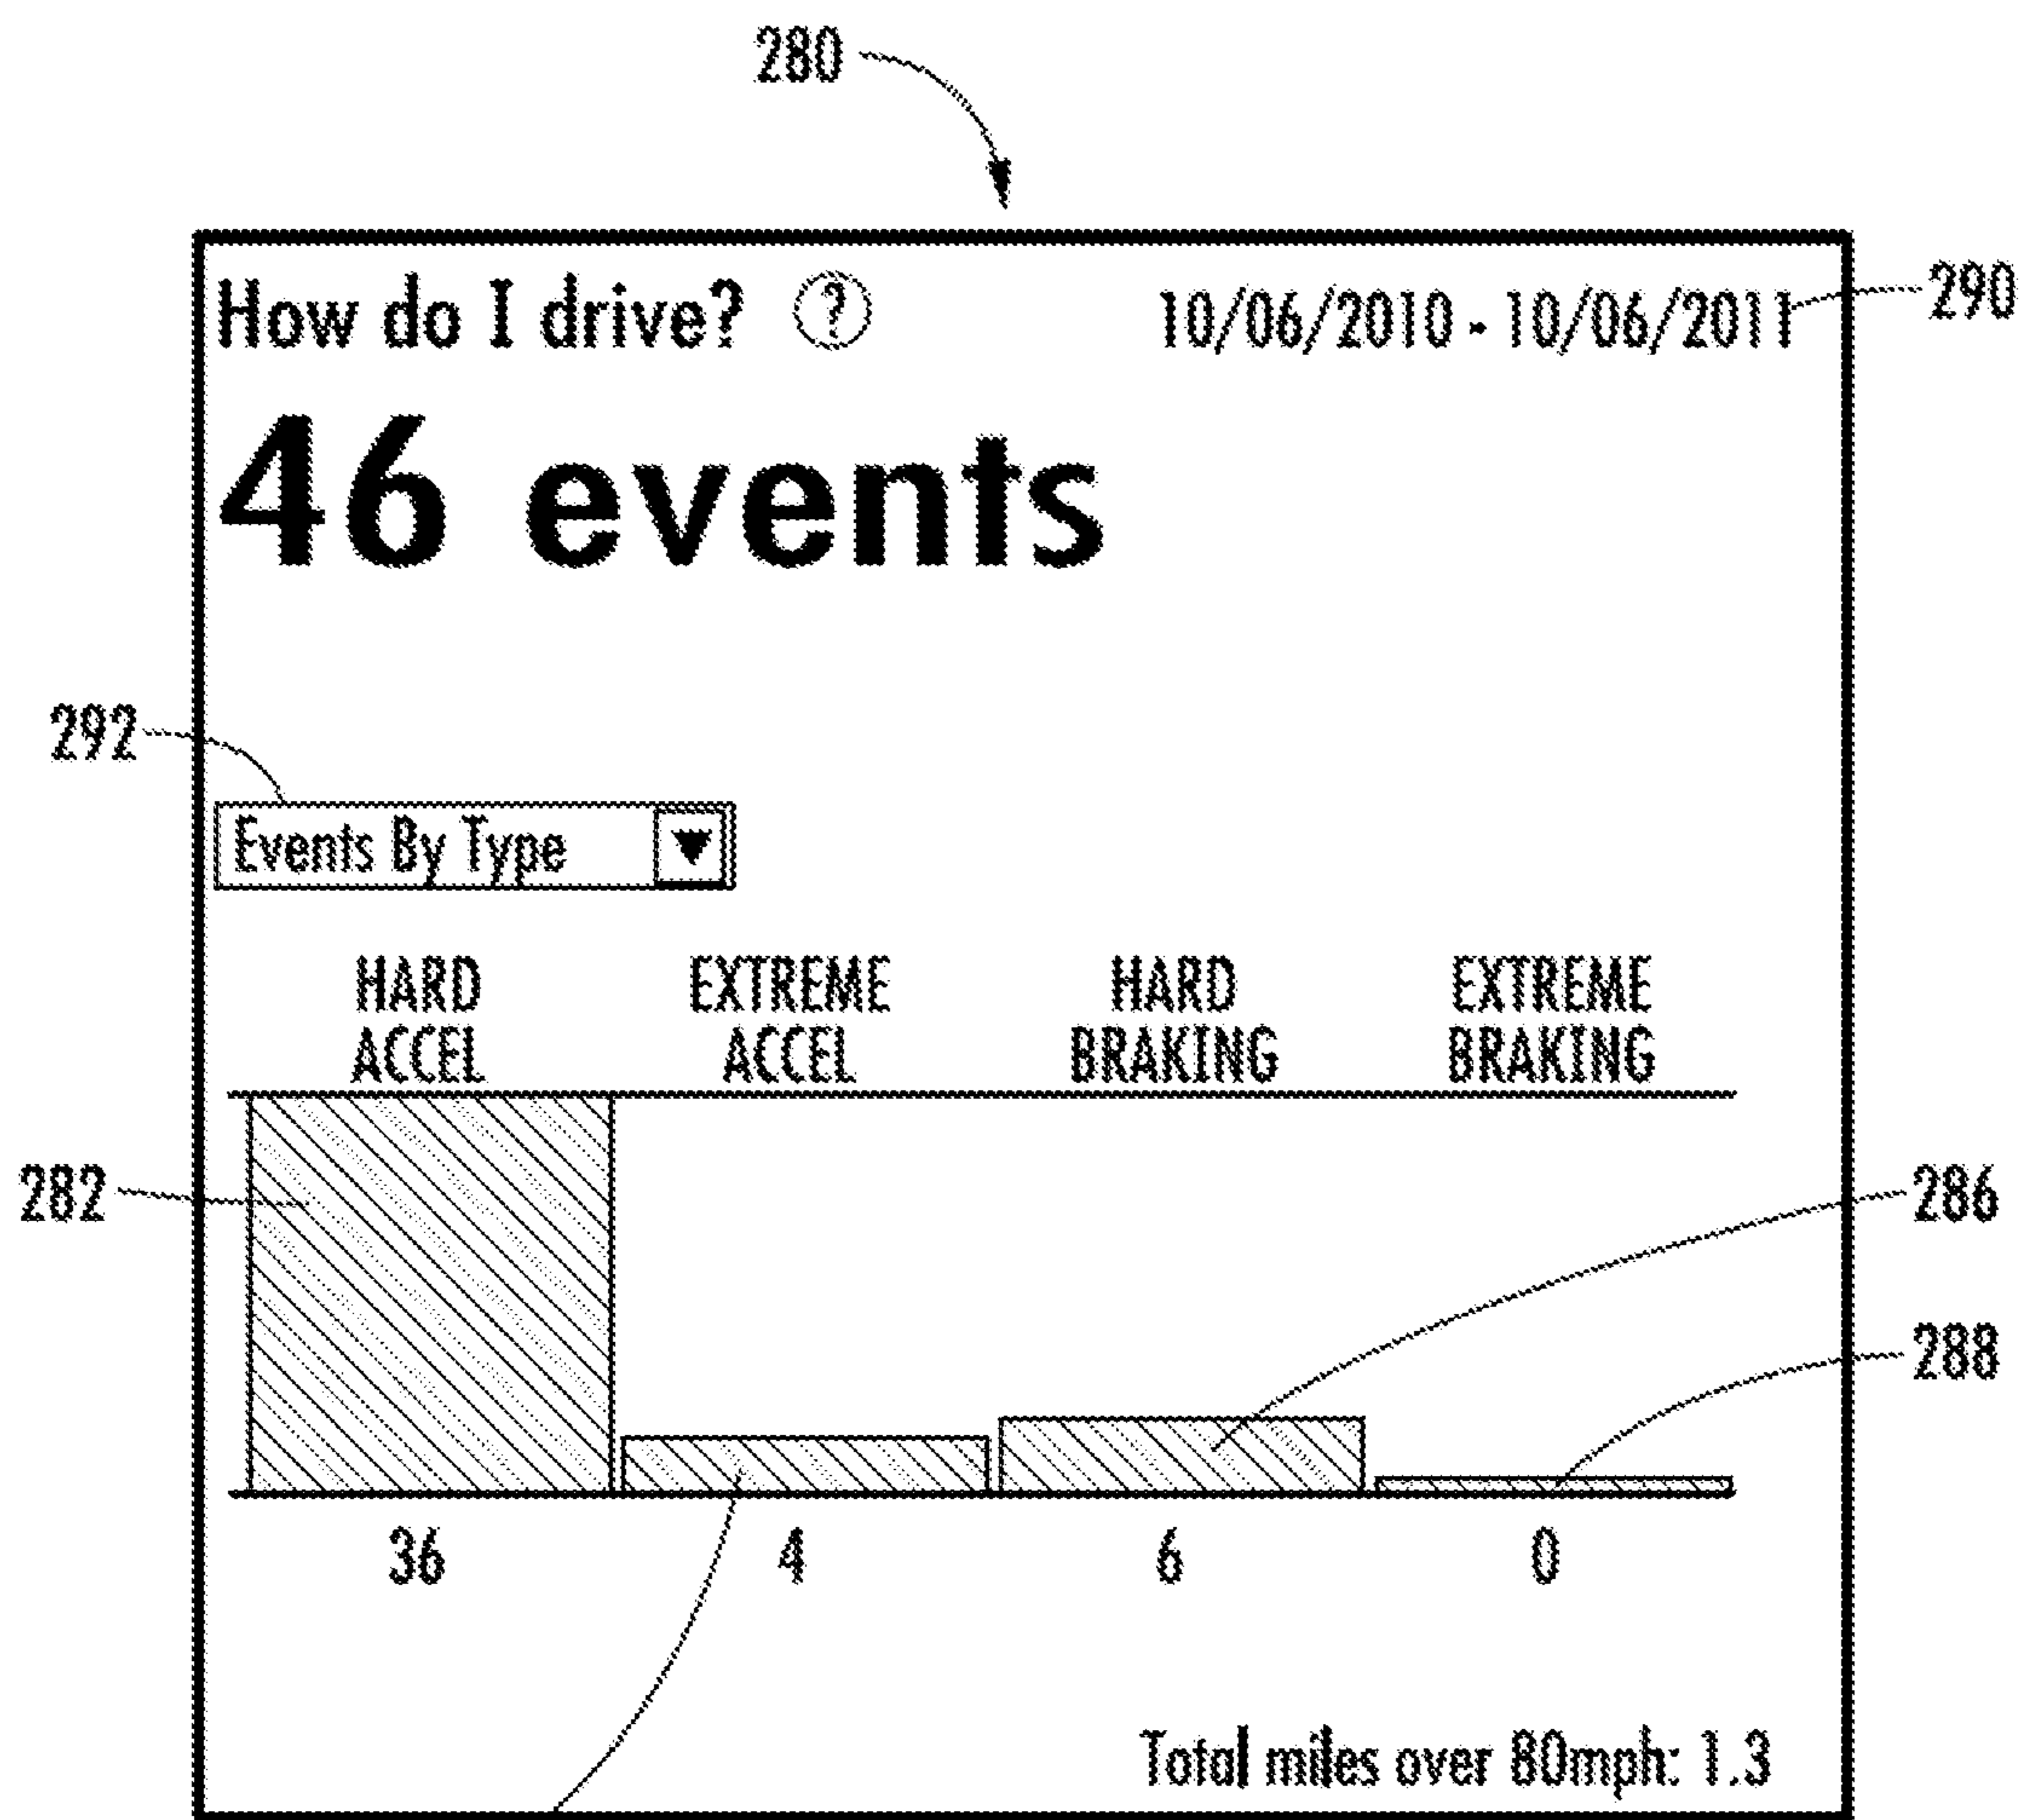 280
How do I drive? ? 10/06/2010 - 10/06/2011 290
46 events
292
Events By Type
HARD ACCEL EXTREME ACCEL HARD BRAKING EXTREME BRAKING
282
286
288
36 4 6 0
Total miles over 80mph: 1.3